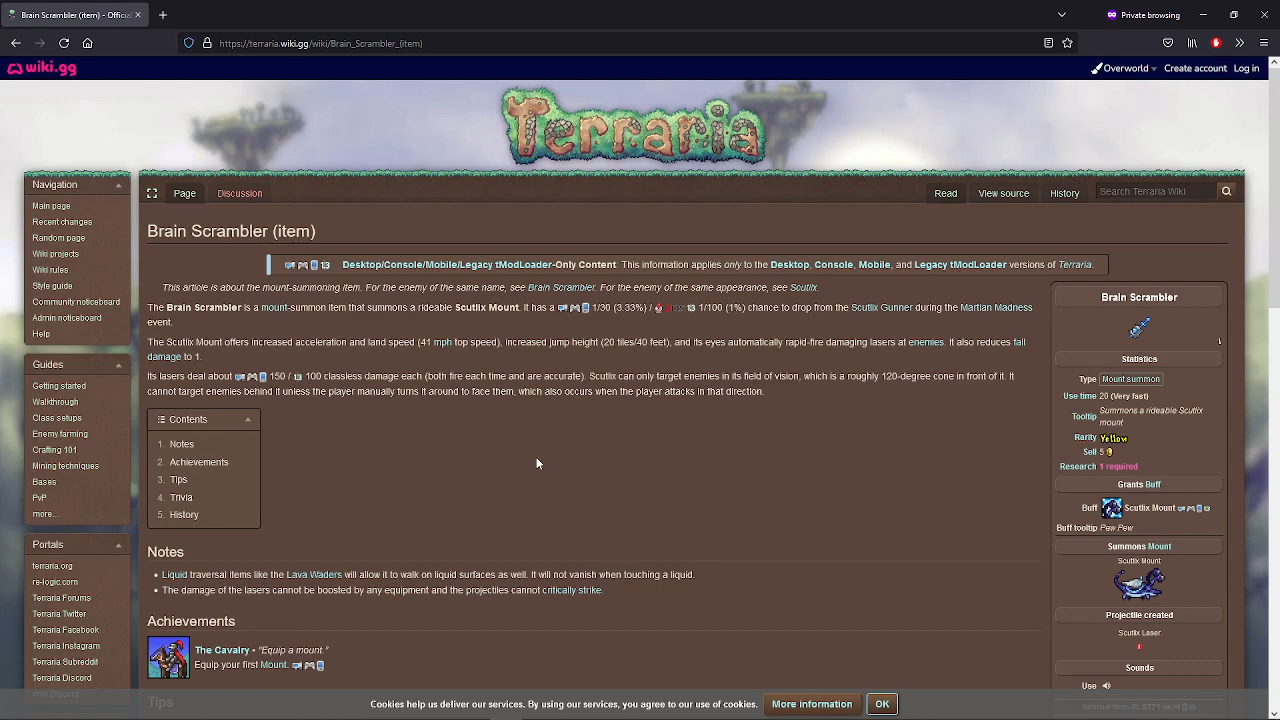 Brain Scrambler (item) - Offici
Private browsing
https://terraria.wiki.gg/wiki/Brain_Scrambler_(item)
wiki.gg
Overworld
Create account
Log in
Terraria
Navigation
Main page
Recent changes
Random page
Wiki projects
Wiki rules
Style guide
Community noticeboard
Admin noticeboard
Help
Guides
Getting started
Walkthrough
Class setups
Enemy farming
Crafting 101
Mining techniques
Bases
PvP
more...
Portals
terraria.org
re-logic.com
Terraria Forums
Terraria Twitter
Terraria Facebook
Terraria Instagram
Terraria Subreddit
Terraria Discord
Wiki Discord
Page
Discussion
Read
View source
History
Search Terraria Wiki
Brain Scrambler (item)
Desktop/Console/Mobile/Legacy tModLoader-Only Content: This information applies only to the Desktop, Console, Mobile, and Legacy tModLoader versions of Terraria.
This article is about the mount-summoning item. For the enemy of the same name, see Brain Scrambler. For the enemy of the same appearance, see Scutlix.
The Brain Scrambler is a mount-summon item that summons a rideable Scutlix Mount. It has a 1/30 (3.33%) / 1/100 (1%) chance to drop from the Scutlix Gunner during the Martian Madness
event.
The Scutlix Mount offers increased acceleration and land speed (41 mph top speed), increased jump height (20 tiles/40 feet), and its eyes automatically rapid-fire damaging lasers at enemies. It also reduces fall
damage to 1.
Its lasers deal about 150 / 100 classless damage each (both fire each time and are accurate). Scutlix can only target enemies in its field of vision, which is a roughly 120-degree cone in front of it. It
cannot target enemies behind it unless the player manually turns it around to face them, which also occurs when the player attacks in that direction.
Contents
1. Notes
2. Achievements
3. Tips
4. Trivia
5. History
Notes
• Liquid traversal items like the Lava Waders will allow it to walk on liquid surfaces as well. It will not vanish when touching a liquid.
• The damage of the lasers cannot be boosted by any equipment and the projectiles cannot critically strike.
Achievements
The Cavalry • "Equip a mount."
Equip your first Mount.
Tips
Brain Scrambler
1
Statistics
Type Mount summon
Use time 20 (Very fast)
Tooltip Summons a rideable Scutlix
mount
Rarity Yellow
Sell 5
Research 1 required
Grants Buff
Buff Scutlix Mount
Buff tooltip Pew Pew
Summons Mount
Scutlix Mount
Projectile created
Scutlix Laser
Sounds
Use
Internal Item ID: 2771
Cookies help us deliver our services. By using our services, you agree to our use of cookies.
More information
OK